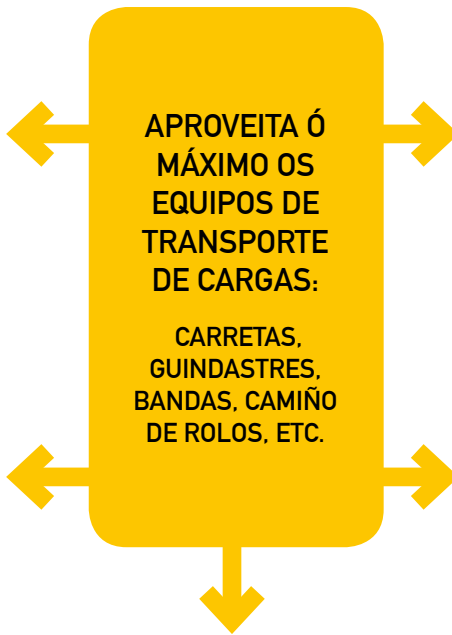 APROVEITA Ó
MÁXIMO OS
EQUIPOS DE
TRANSPORTE
DE CARGAS:
CARRETAS,
GUINDASTRES,
BANDAS, CAMIÑO
DE ROLOS, ETC.